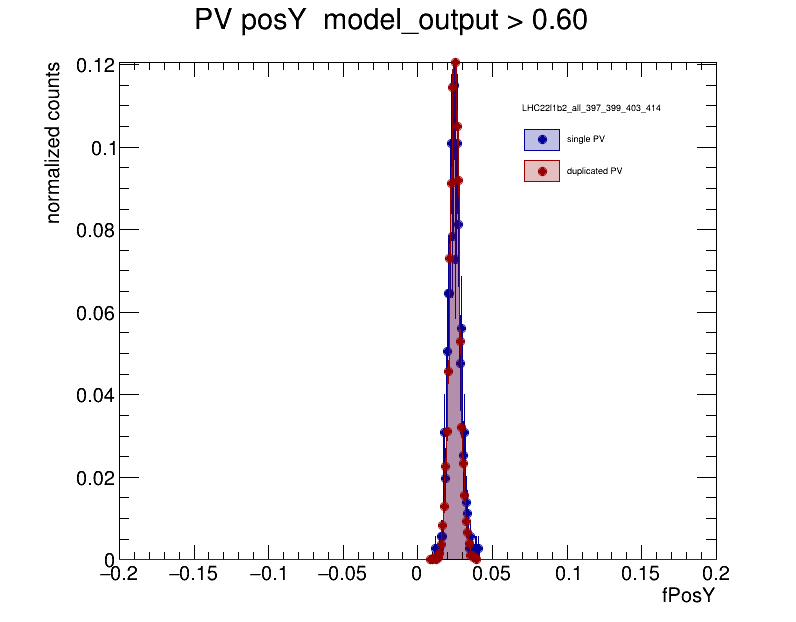 PV posY model_output > 0.60
normalized counts
0.12
0.1
0.08
0.06
0.04
0.02
0
LHC22l1b2_all_397_399_403_414
single PV
duplicated PV
−0.2 −0.15 −0.1 −0.05 0 0.05 0.1 0.15 0.2
fPosY